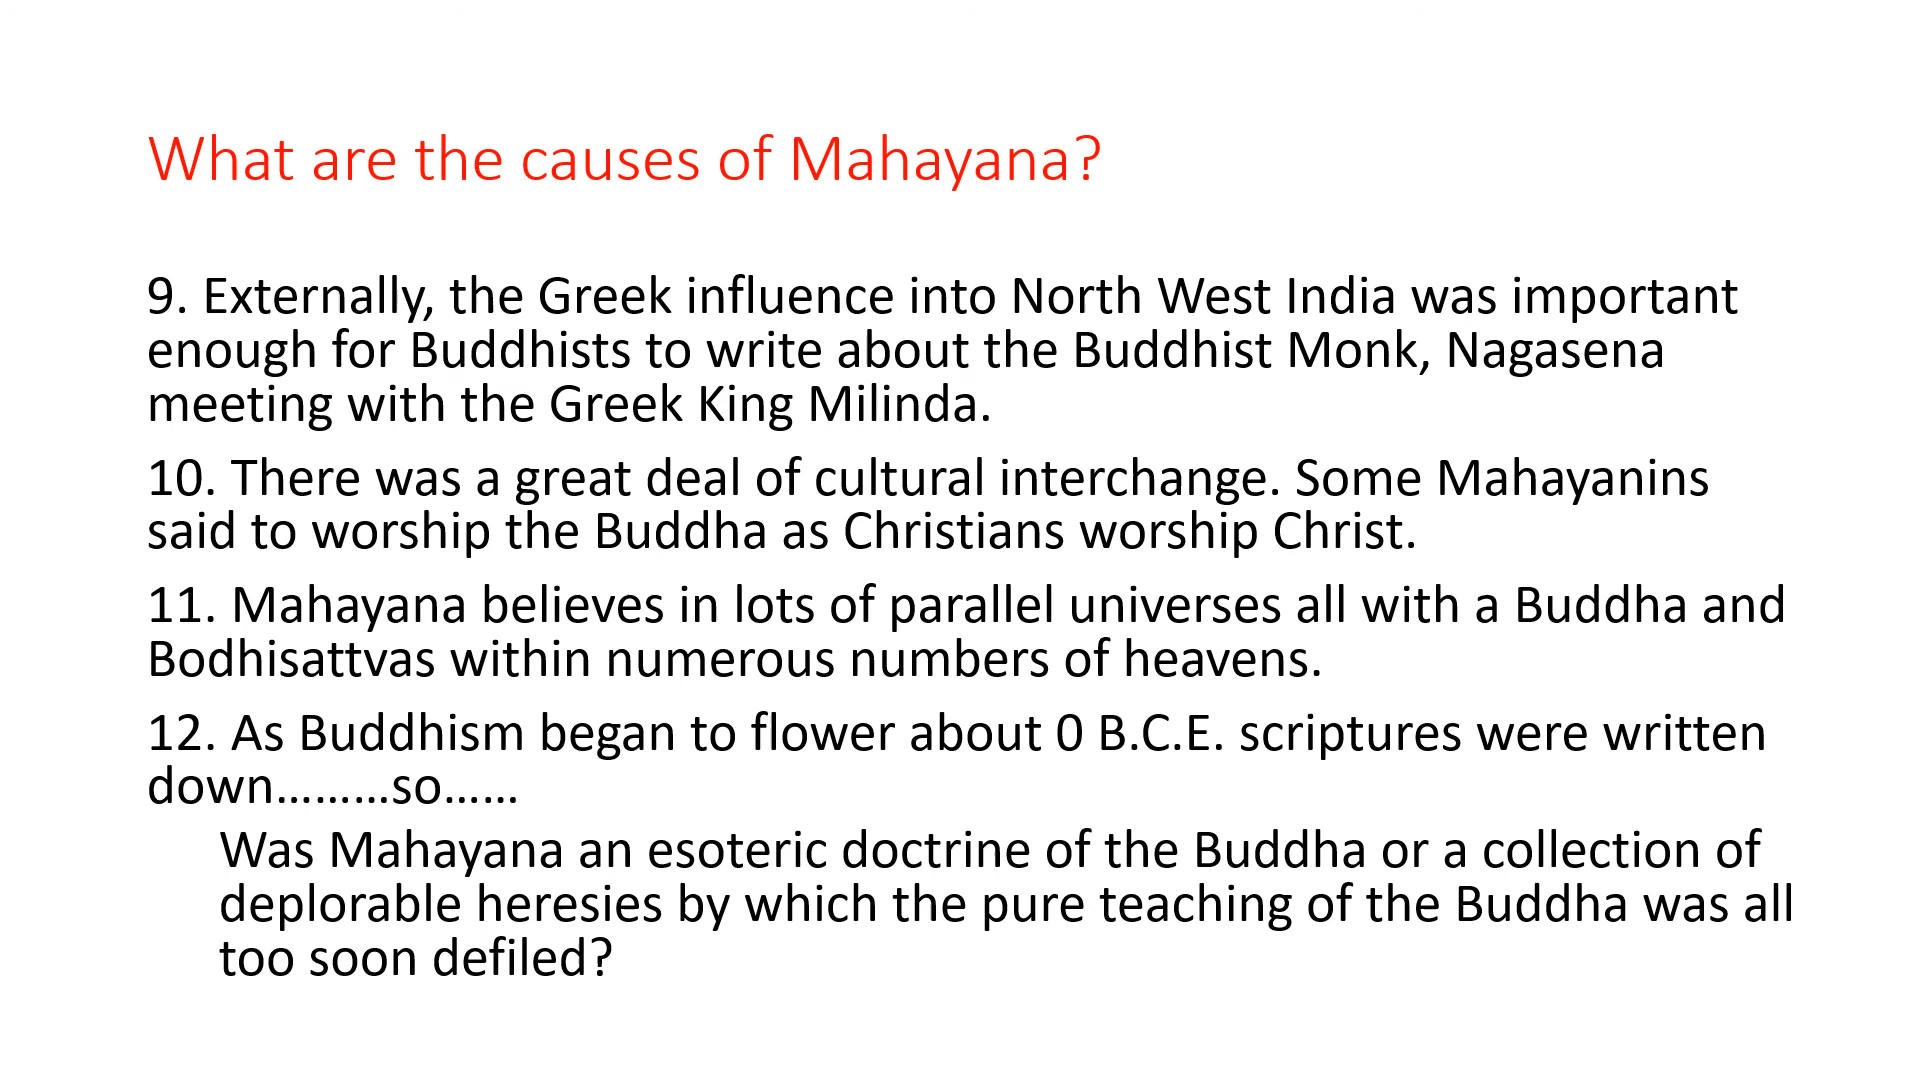 What are the causes of Mahayana?
9. Externally, the Greek influence into North West India was important
enough for Buddhists to write about the Buddhist Monk, Nagasena
meeting with the Greek King Milinda.
10. There was a great deal of cultural interchange. Some Mahayanins
said to worship the Buddha as Christians worship Christ.
11. Mahayana believes in lots of parallel universes all with a Buddha and
Bodhisattvas within numerous numbers of heavens.
12. As Buddhism began to flower about 0 B.C.E. scriptures were written
down………so……
Was Mahayana an esoteric doctrine of the Buddha or a collection of
deplorable heresies by which the pure teaching of the Buddha was all
too soon defiled?